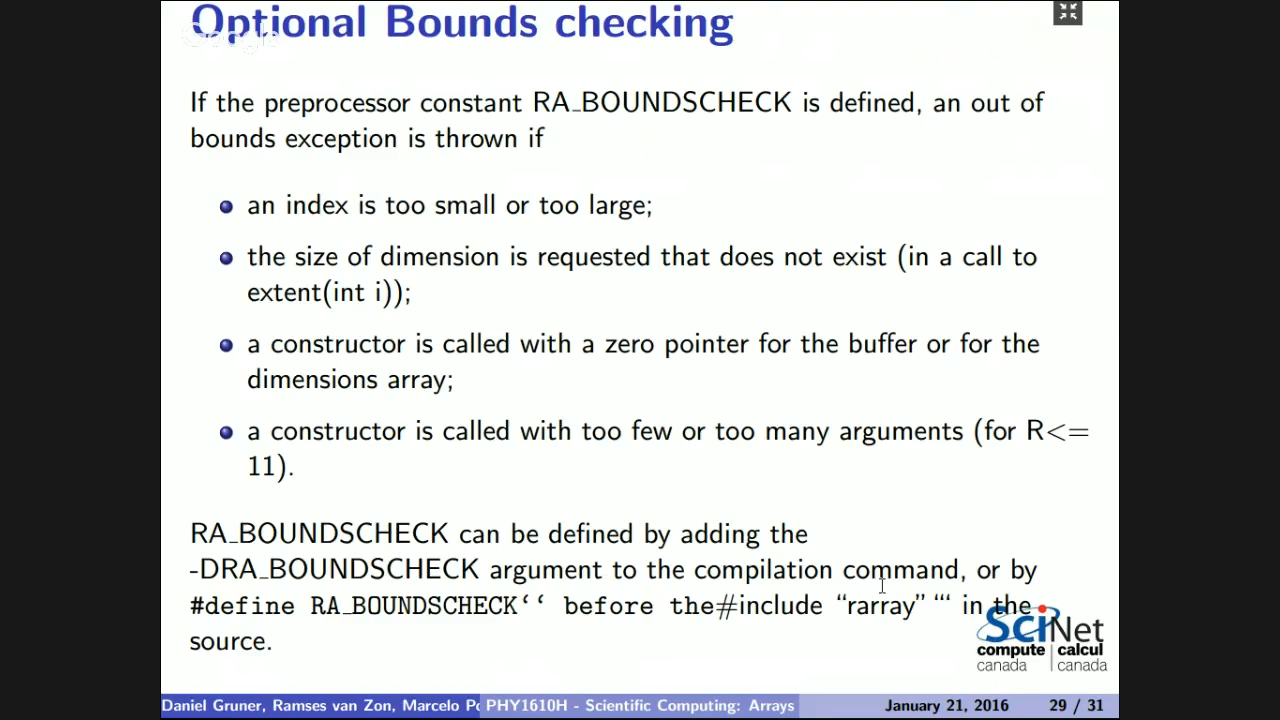 Optional Bounds checking
Google
If the preprocessor constant RA_BOUNDSCHECK is defined, an out of
bounds exception is thrown if
an index is too small or too large;
the size of dimension is requested that does not exist (in a call to
extent(int i));
a constructor is called with a zero pointer for the buffer or for the
dimensions array;
a constructor is called with too few or too many arguments (for R<=
11).
RA_BOUNDSCHECK can be defined by adding the
-DRA_BOUNDSCHECK argument to the compilation command, or by
#define RA_BOUNDSCHECK‘‘ before the#include “rarray” “‘ in the
source.
SciNet
compute | calcul
canada | canada
Daniel Gruner, Ramses van Zon, Marcelo Po PHY1610H - Scientific Computing: Arrays January 21, 2016 29 / 31